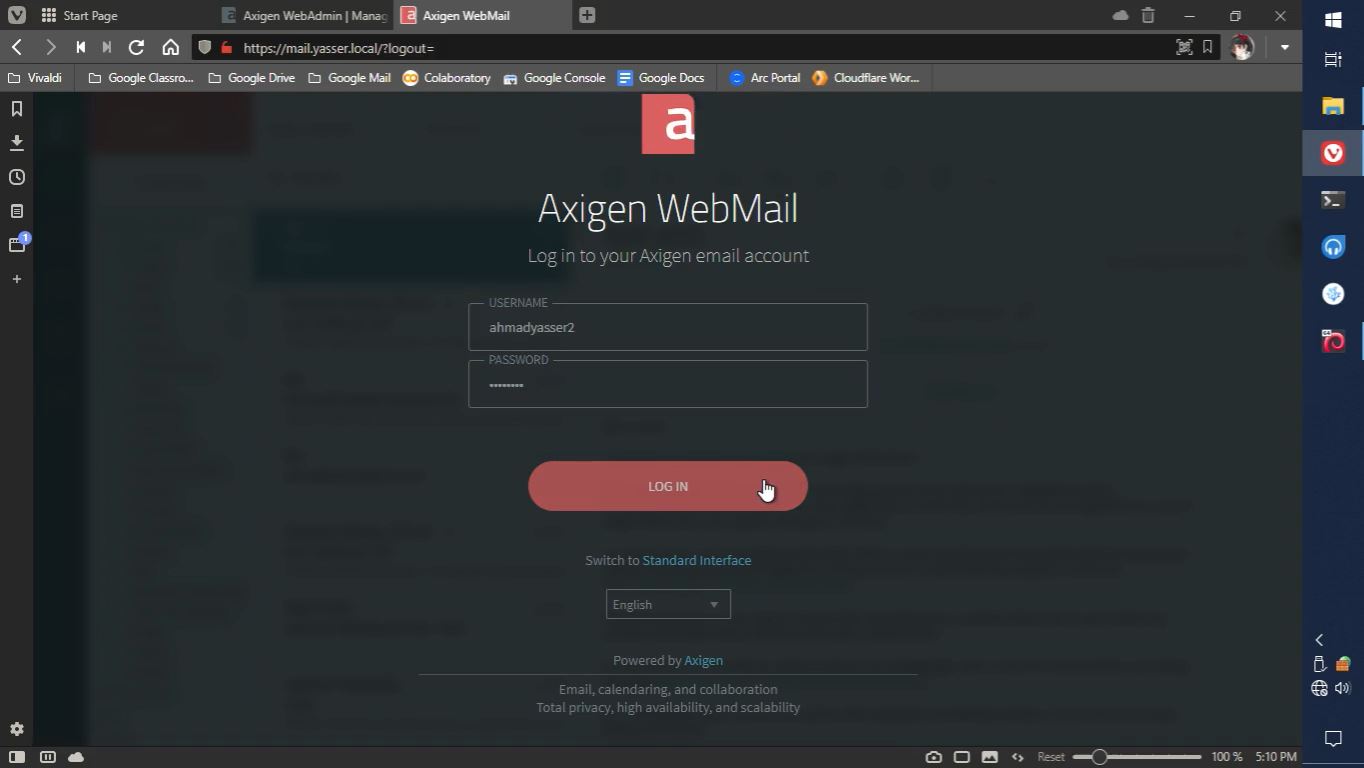 Start Page
Axigen WebAdmin | Manag
Axigen WebMail
https://mail.yasser.local/?logout=
Vivaldi
Google Classro...
Google Drive
Google Mail
Colaboratory
Google Console
Google Docs
Arc Portal
Cloudflare Wor...
1
a
Axigen WebMail
Log in to your Axigen email account
USERNAME
ahmadyasser2
PASSWORD
••••••••
LOG IN
Switch to Standard Interface
English
Powered by Axigen
Email, calendaring, and collaboration
Total privacy, high availability, and scalability
Reset
100 %
5:10 PM